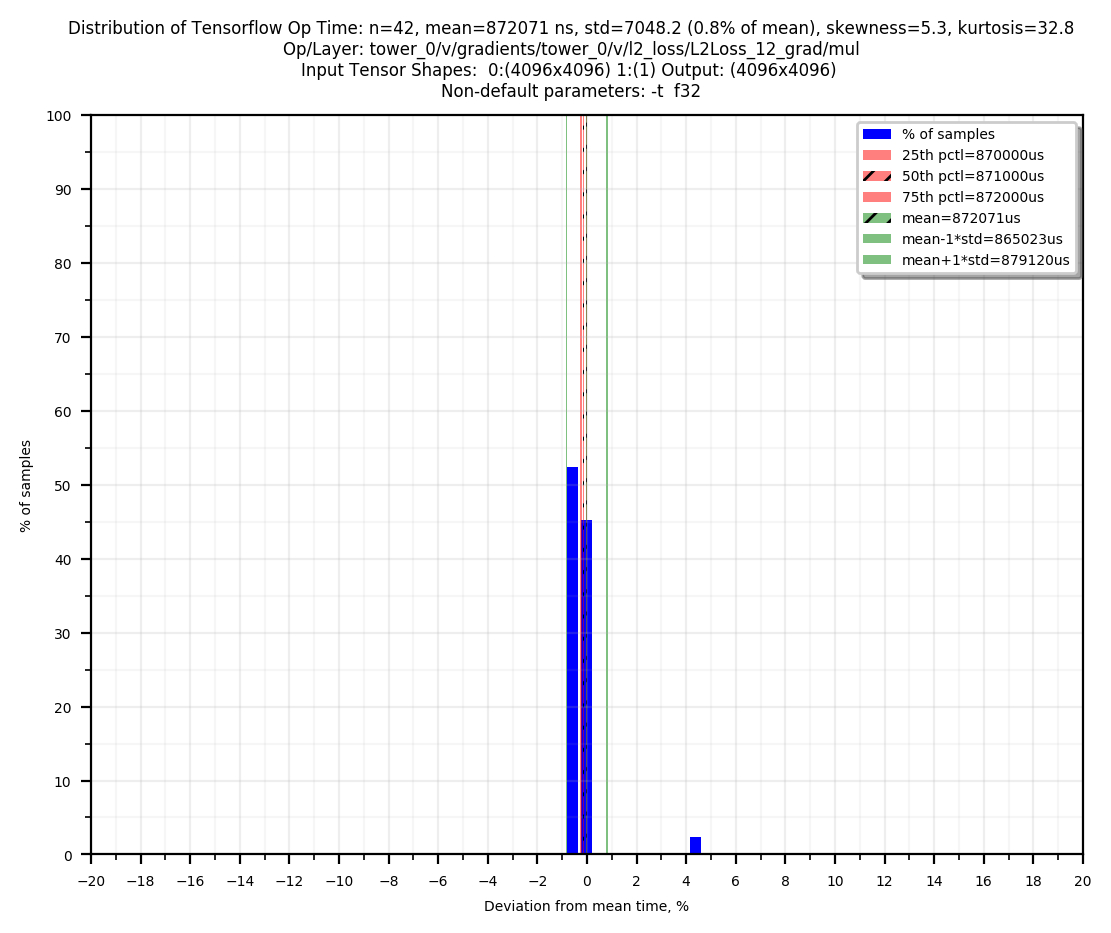 Distribution of Tensorflow Op Time: n=42, mean=872071 ns, std=7048.2 (0.8% of mean), skewness=5.3, kurtosis=32.8
Op/Layer: tower_0/v/gradients/tower_0/v/l2_loss/L2Loss_12_grad/mul
Input Tensor Shapes:  0:(4096x4096) 1:(1) Output: (4096x4096)
Non-default parameters: -t  f32
% of samples
25th pctl=870000us
50th pctl=871000us
75th pctl=872000us
mean=872071us
mean-1*std=865023us
mean+1*std=879120us
100
90
80
70
60
50
40
30
20
10
0
% of samples
−20 −18 −16 −14 −12 −10 −8 −6 −4 −2 0 2 4 6 8 10 12 14 16 18 20
Deviation from mean time, %